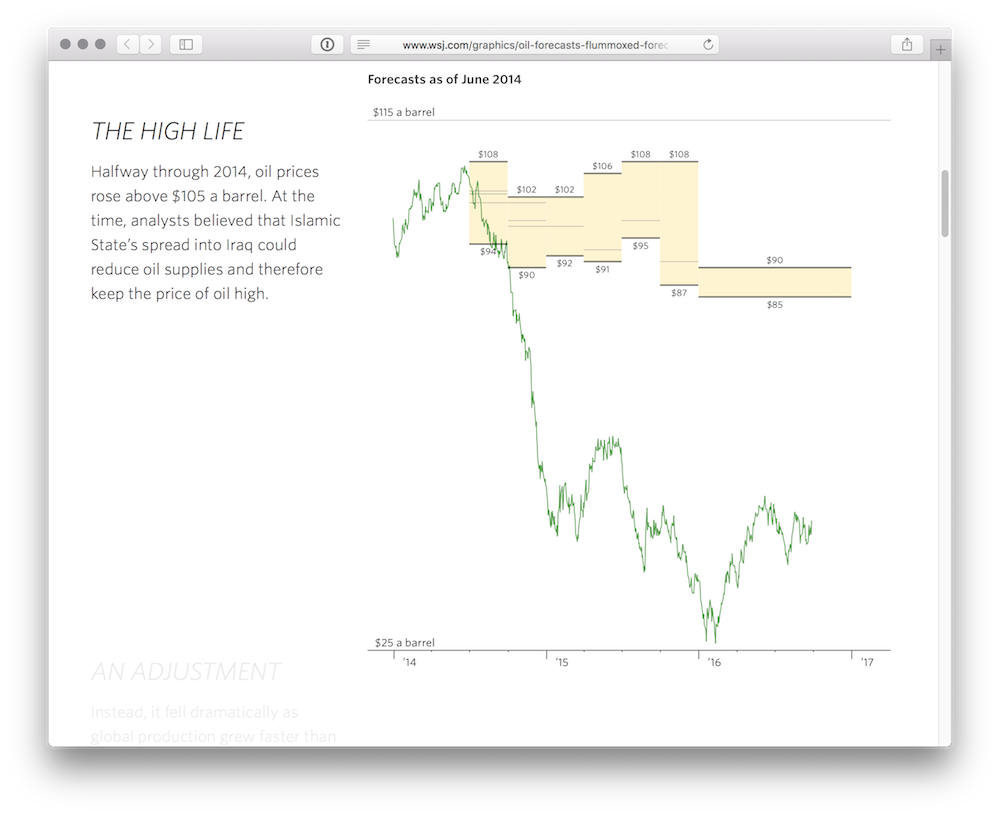 www.wsj.com/graphics/oil-forecasts-flummoxed-forec
Forecasts as of June 2014
THE HIGH LIFE
Halfway through 2014, oil prices
rose above $105 a barrel. At the
time, analysts believed that Islamic
State's spread into Iraq could
reduce oil supplies and therefore
keep the price of oil high.
$115 a barrel
$108
$102
$102
$106
$108
$108
$94
$90
$92
$91
$95
$87
$90
$85
$25 a barrel
'14
'15
'16
'17
AN ADJUSTMENT
Instead, it fell dramatically as
global production grew faster than